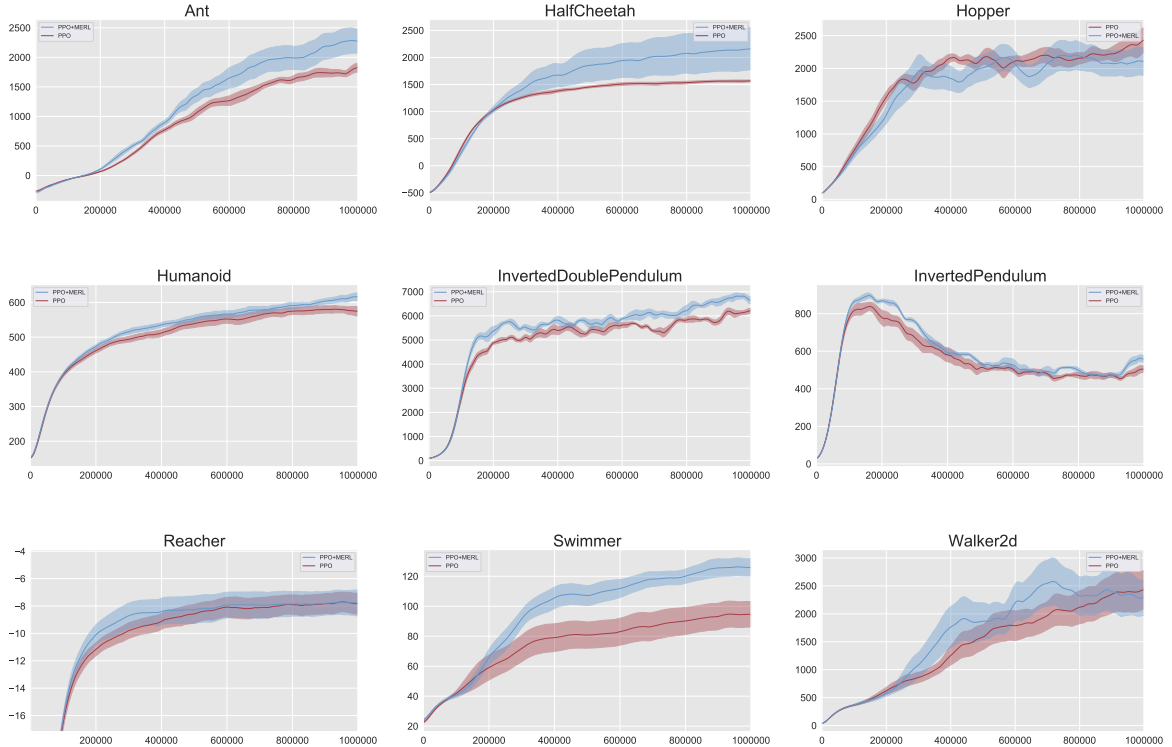 Ant
2500
2000
1500
1000
500
0
PPO+MERL
PPO
0 200000 400000 600000 800000 1000000
HalfCheetah
2500
2000
1500
1000
500
0
−500
PPO+MERL
PPO
0 200000 400000 600000 800000 1000000
Hopper
2500
2000
1500
1000
500
0
PPO
PPO+MERL
0 200000 400000 600000 800000 1000000
Humanoid
600
500
400
300
200
PPO+MERL
PPO
0 200000 400000 600000 800000 1000000
InvertedDoublePendulum
7000
6000
5000
4000
3000
2000
1000
0
PPO+MERL
PPO
0 200000 400000 600000 800000 1000000
InvertedPendulum
800
600
400
200
0
PPO+MERL
PPO
0 200000 400000 600000 800000 1000000
Reacher
−4
−6
−8
−10
−12
−14
−16
PPO+MERL
PPO
200000 400000 600000 800000 1000000
Swimmer
120
100
80
60
40
20
PPO+MERL
PPO
0 200000 400000 600000 800000 1000000
Walker2d
3000
2500
2000
1500
1000
500
0
PPO+MERL
PPO
0 200000 400000 600000 800000 1000000